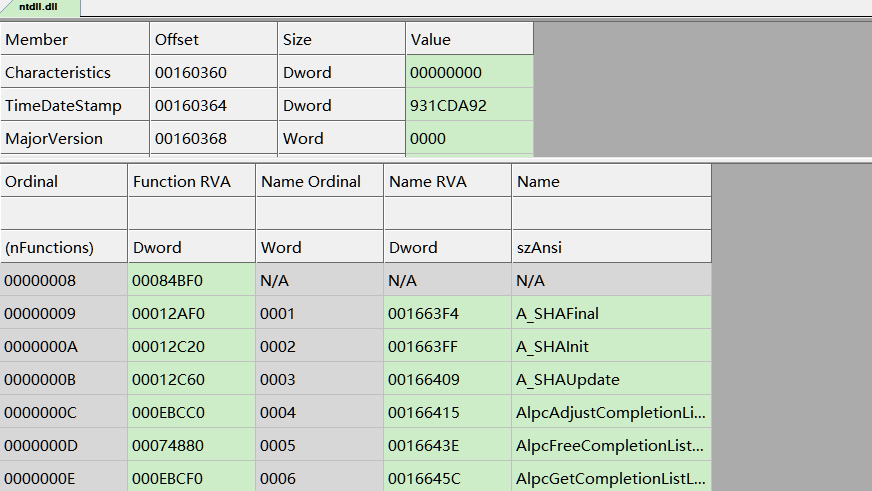 ntdll.dll
Member Offset Size Value
Characteristics 00160360 Dword 00000000
TimeDateStamp 00160364 Dword 931CDA92
MajorVersion 00160368 Word 0000
Ordinal Function RVA Name Ordinal Name RVA Name
(nFunctions) Dword Word Dword szAnsi
00000008 00084BF0 N/A N/A N/A
00000009 00012AF0 0001 001663F4 A_SHAFinal
0000000A 00012C20 0002 001663FF A_SHAInit
0000000B 00012C60 0003 00166409 A_SHAUpdate
0000000C 000EBCC0 0004 00166415 AlpcAdjustCompletionLi...
0000000D 00074880 0005 0016643E AlpcFreeCompletionList...
0000000E 000EBCF0 0006 0016645C AlpcGetCompletionListL...